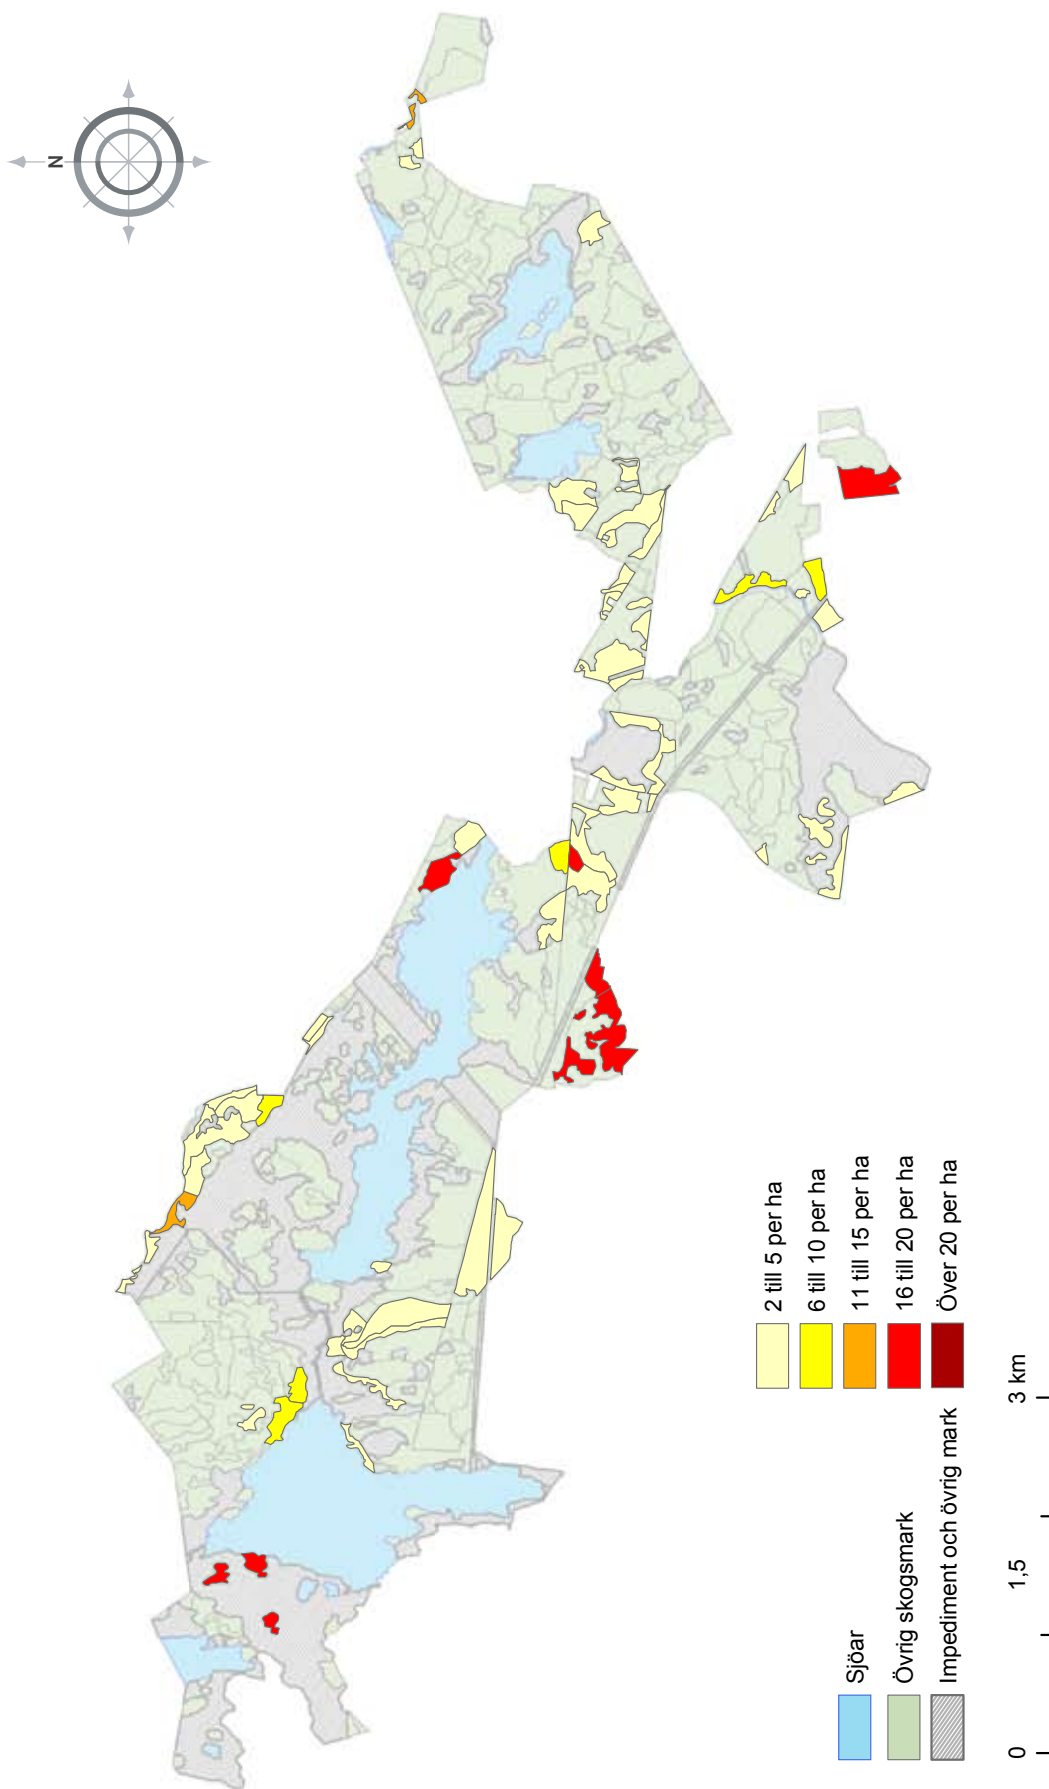 N
2 till 5 per ha
6 till 10 per ha
11 till 15 per ha
16 till 20 per ha
Över 20 per ha
Sjöar
Övrig skogsmark
Impediment och övrig mark
0 1,5 3 km